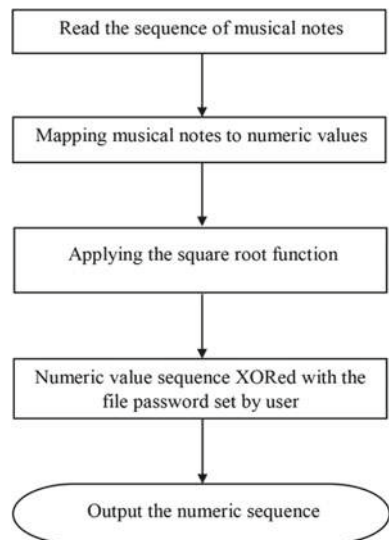 Read the sequence of musical notes
Mapping musical notes to numeric values
Applying the square root function
Numeric value sequence XORed with the
file password set by user
Output the numeric sequence